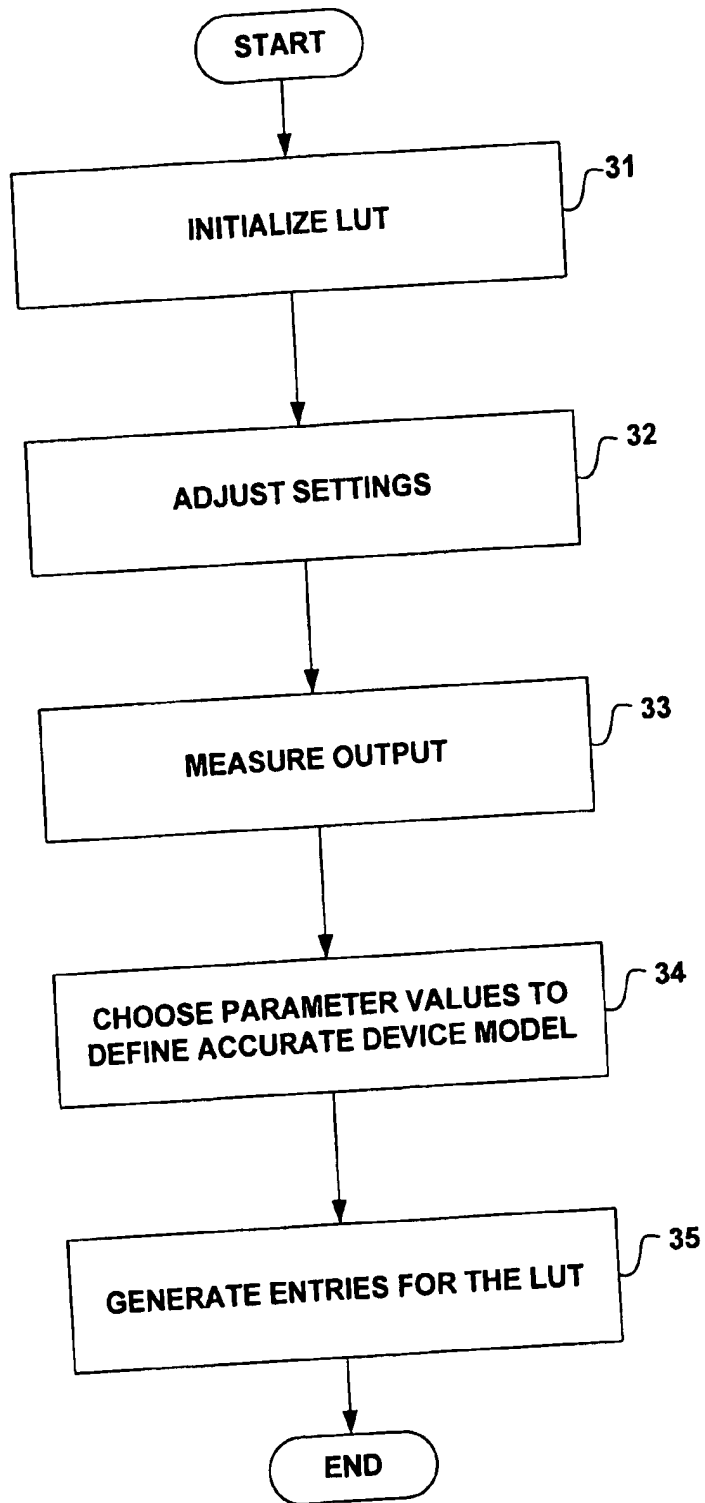 START
31
INITIALIZE LUT
32
ADJUST SETTINGS
33
MEASURE OUTPUT
34
CHOOSE PARAMETER VALUES TO
DEFINE ACCURATE DEVICE MODEL
35
GENERATE ENTRIES FOR THE LUT
END